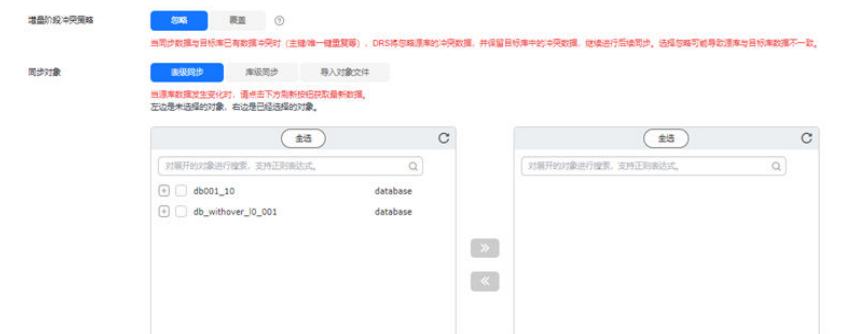 增量阶段冲突策略 忽略 覆盖
当同步数据与目标库已有数据冲突时（主键/唯一键重复等），DRS将忽略源库的冲突数据，并保留目标库中的冲突数据，继续进行后续同步。选择忽略可能导致源库与目标库数据不一致。
同步对象 表级同步 库级同步 导入对象文件
当源库数据发生变化时，请点击下方刷新按钮获取最新数据。
左边是未选择的对象，右边是已经选择的对象。
全选 全选
对展开的对象进行搜索，支持正则表达式。 对展开的对象进行搜索，支持正则表达式。
db001_10 database
db_withover_l0_001 database